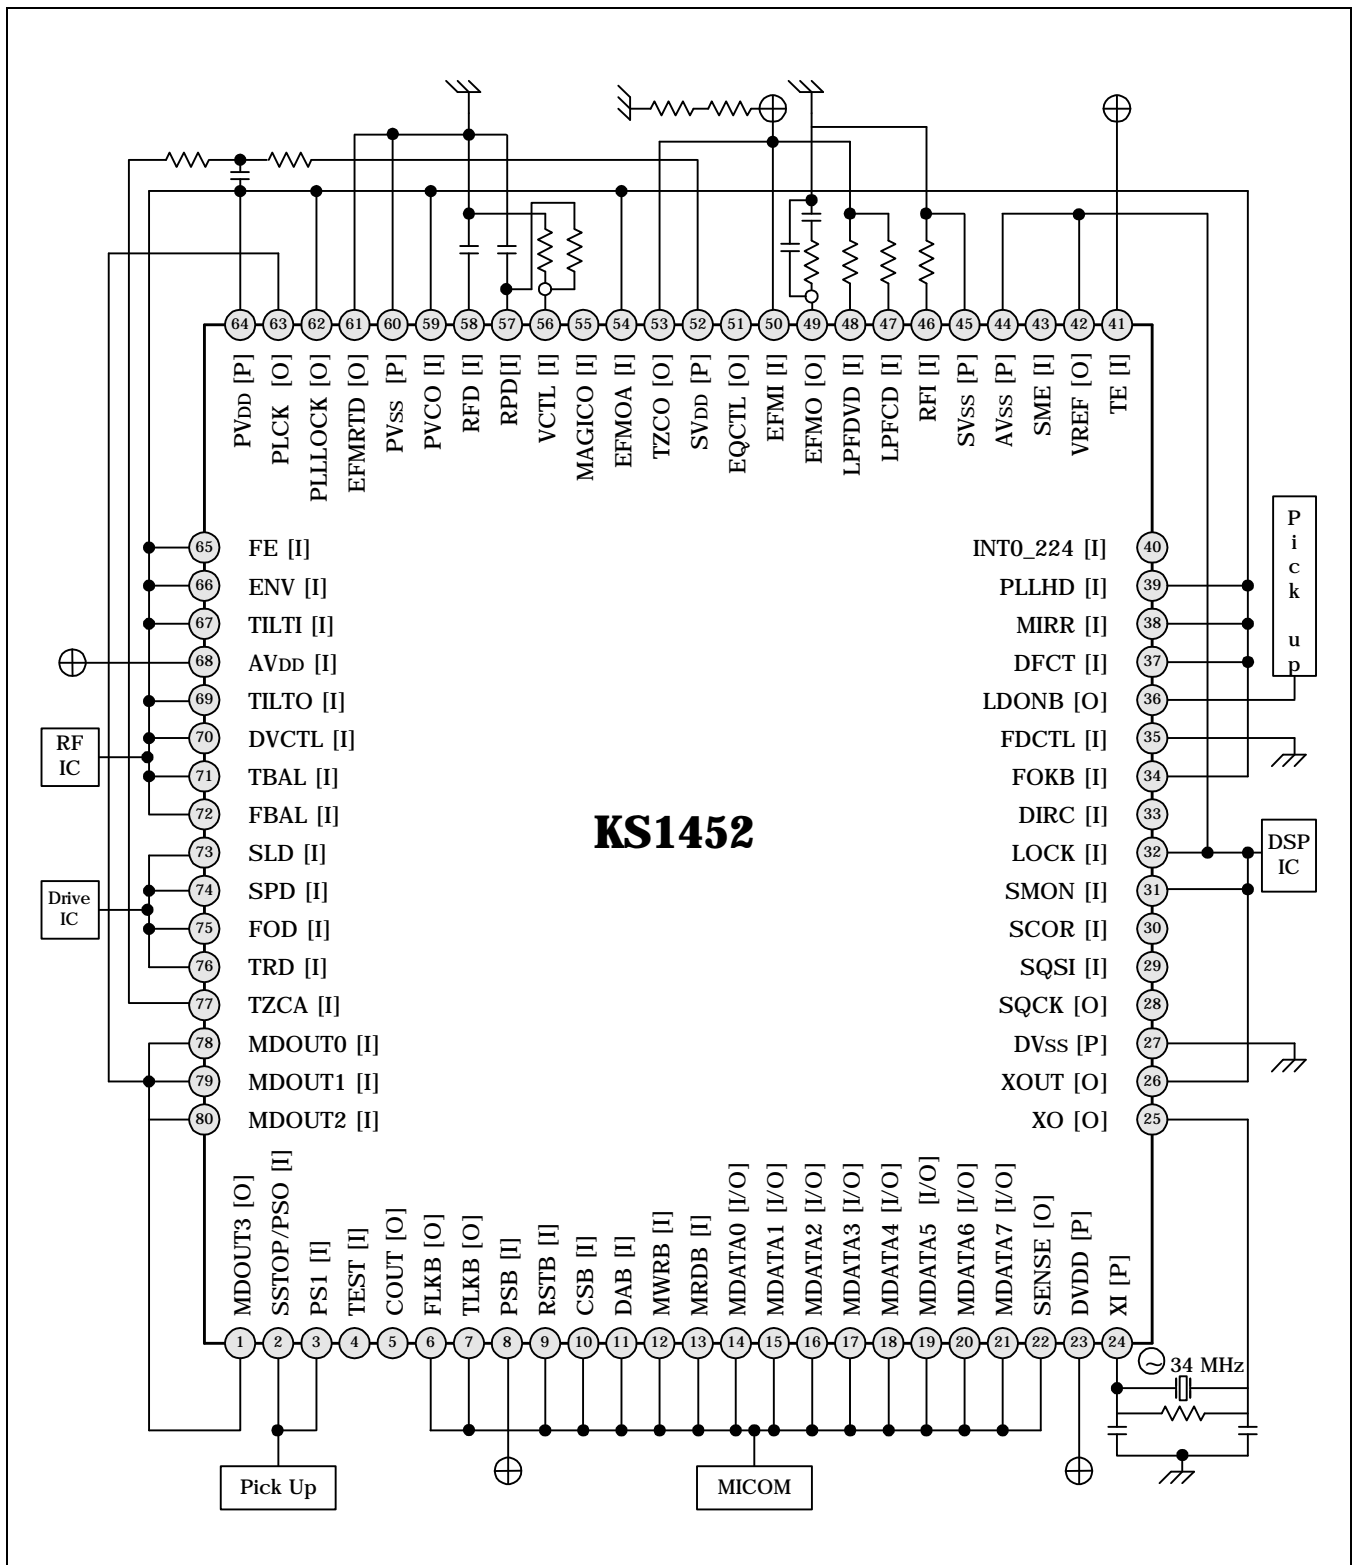 64 63 62 61 60 59 58 57 56 55 54 53 52 51 50 49 48 47 46 45 44 43 42 41
PVDD [P]
PLCK [O]
PLLLOCK [O]
EFMRTD [O]
PVss [P]
PVCO [I]
RFD [I]
RPD[I]
VCTL [I]
MAGICO [I]
EFMOA [I]
TZCO [O]
SVDD [P]
EQCTL [O]
EFMI [O]
EFMO [O]
LPFDVD [I]
LPFCD [I]
RFI [I]
SVss [P]
AVss [P]
SME [I]
VREF [O]
TE [I]
65 FE [I]
66 ENV [I]
67 TILTI [I]
68 AVDD [I]
69 TILTO [I]
70 DVCTL [I]
71 TBAL [I]
72 FBAL [I]
73 SLD [I]
74 SPD [I]
75 FOD [I]
76 TRD [I]
77 TZCA [I]
78 MDOUT0 [I]
79 MDOUT1 [I]
80 MDOUT2 [I]
RF
IC
Drive
IC
KS1452
INT0_224 [I] 40
PLLHD [I] 39
MIRR [I] 38
DFCT [I] 37
LDONB [O] 36
FDCTL [I] 35
FOKB [I] 34
DIRC [I] 33
LOCK [I] 32
SMON [I] 31
SCOR [I] 30
SQSI [I] 29
SQCK [O] 28
DVss [P] 27
XOUT [O] 26
XO [O] 25
Pick up
DSP
IC
MDOUT3 [O]
SSTOP/PSO [I]
PS1 [I]
TEST [I]
COUT [O]
FLKB [O]
TLKB [O]
PSB [I]
RSTB [I]
CSB [I]
DAB [I]
MWRB [I]
MRDB [I]
MDATA0 [I/O]
MDATA1 [I/O]
MDATA2 [I/O]
MDATA3 [I/O]
MDATA4 [I/O]
MDATA5 [I/O]
MDATA6 [I/O]
MDATA7 [I/O]
SENSE [O]
DVDD [P]
XI [P]
1 2 3 4 5 6 7 8 9 10 11 12 13 14 15 16 17 18 19 20 21 22 23 24
34 MHz
Pick Up
MICOM